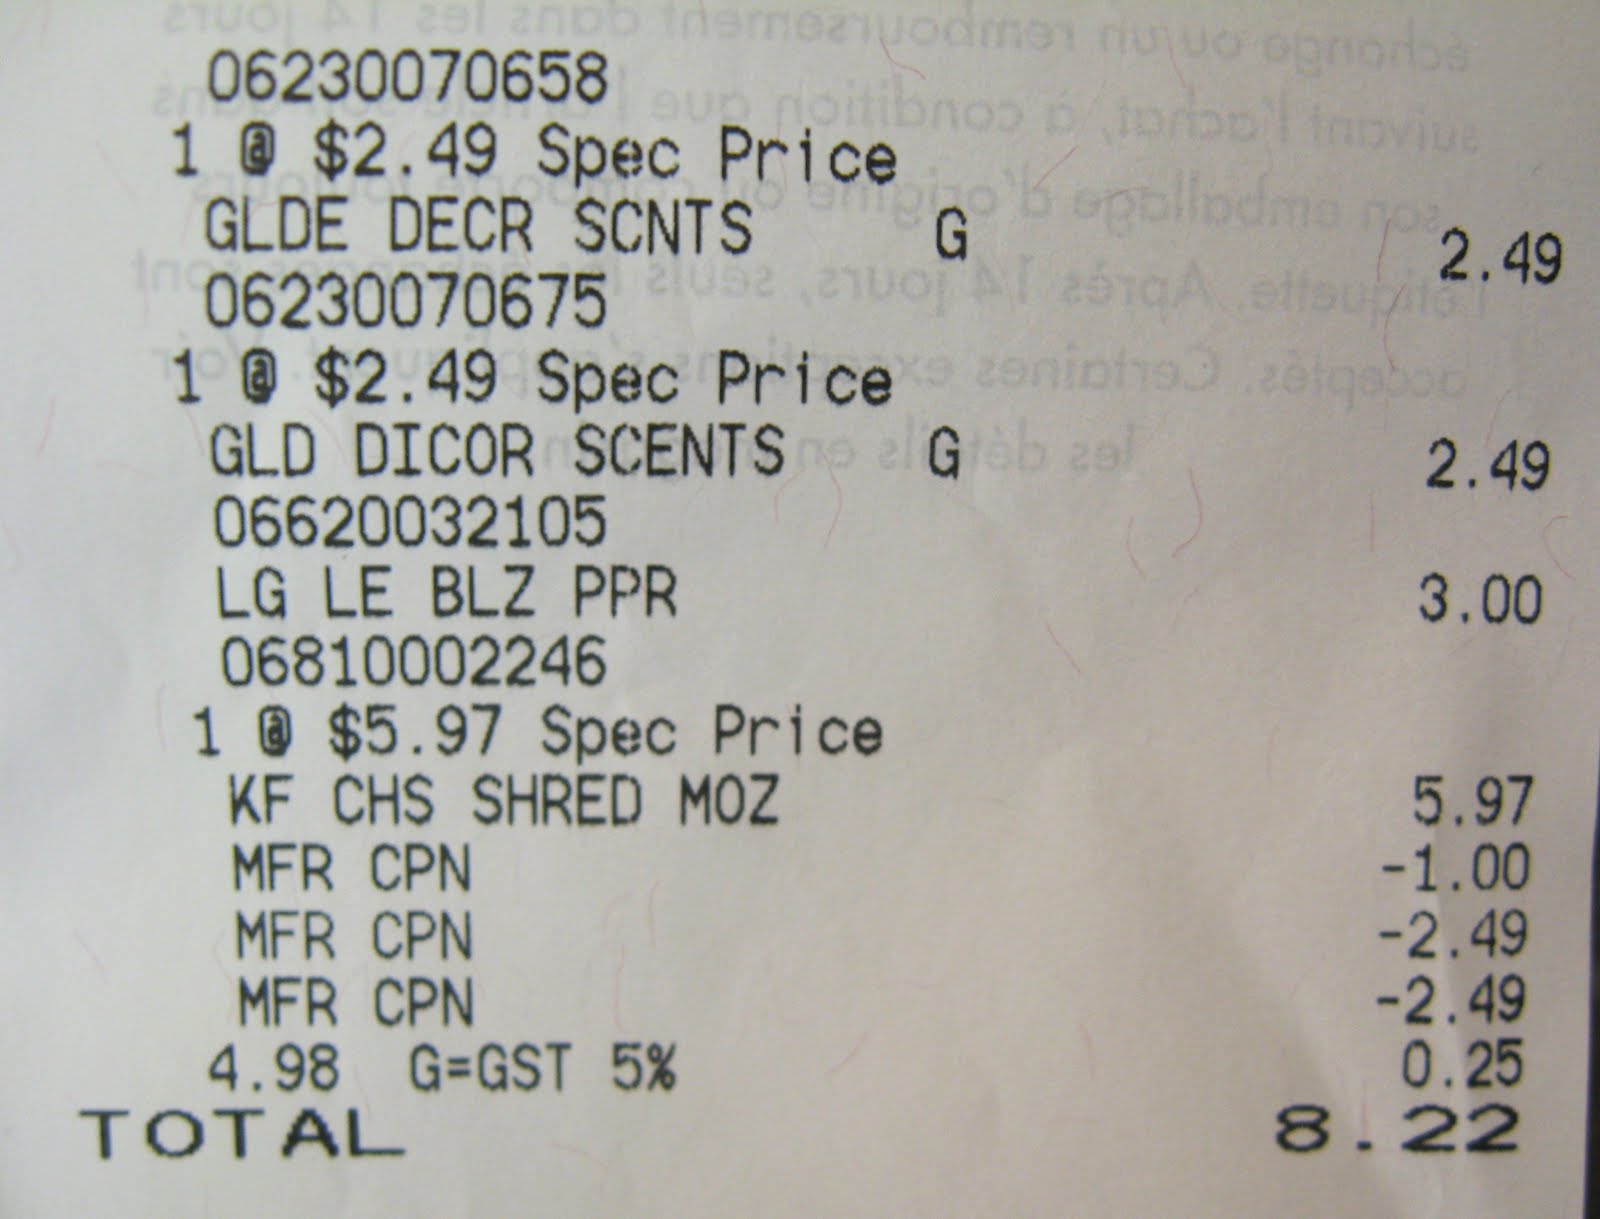 06230070658
1 @ $2.49 Spec Price
GLDE DECR SCNTS G 2.49
06230070675
1 @ $2.49 Spec Price
GLD DICOR SCENTS G 2.49
06620032105
LG LE BLZ PPR 3.00
06810002246
1 @ $5.97 Spec Price
KF CHS SHRED MOZ 5.97
MFR CPN -1.00
MFR CPN -2.49
MFR CPN -2.49
4.98 G=GST 5% 0.25
TOTAL 8.22